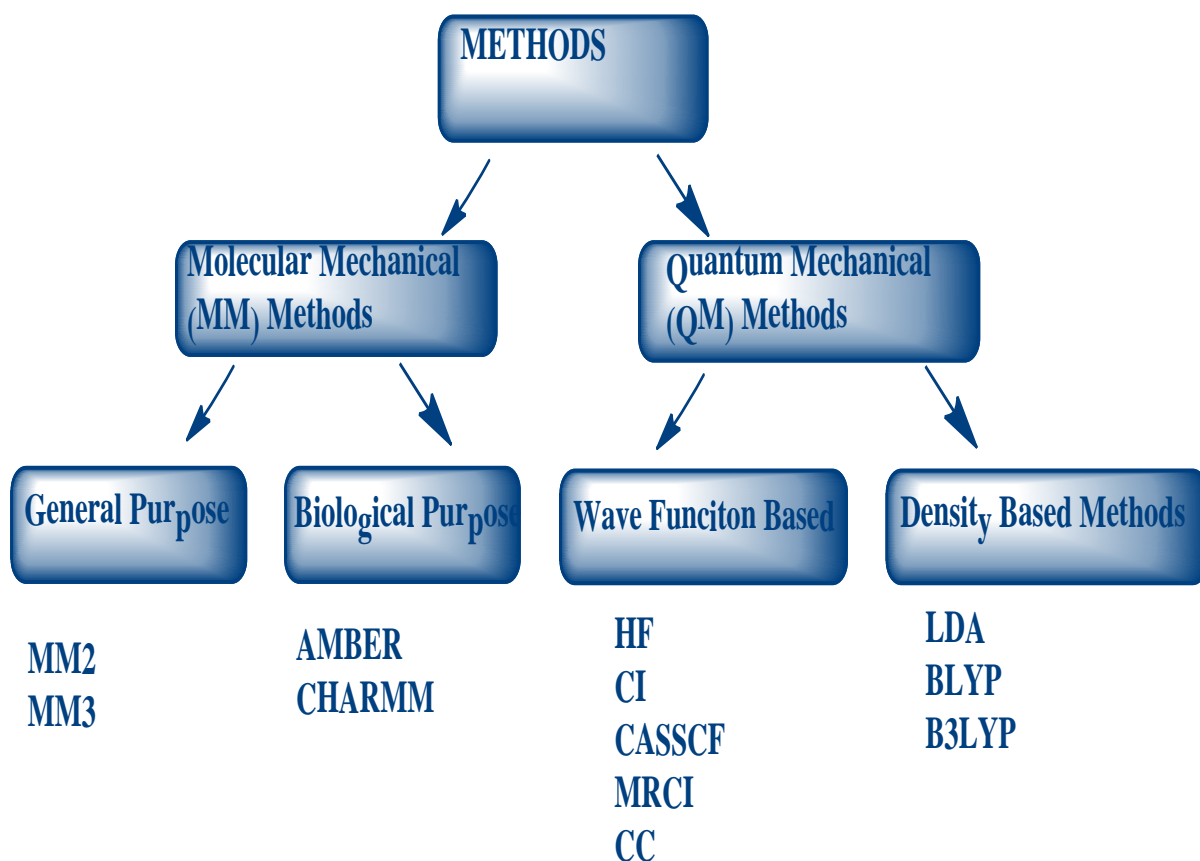 METHODS
Molecular Mechanical
(MM) Methods
Quantum Mechanical
(QM) Methods
General Purpose
Biological Purpose
Wave Funciton Based
Density Based Methods
MM2
MM3
AMBER
CHARMM
HF
CI
CASSCF
MRCI
CC
LDA
BLYP
B3LYP